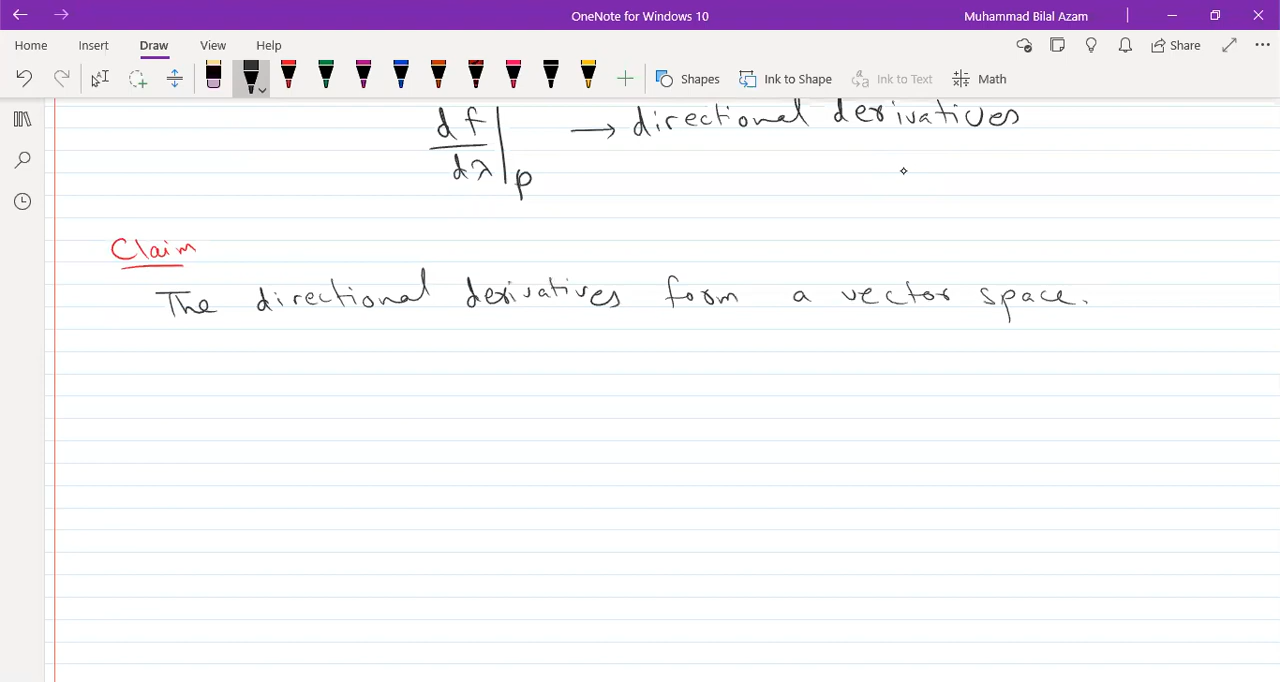 OneNote for Windows 10
Muhammad Bilal Azam
Home Insert Draw View Help
Share
Shapes Ink to Shape Ink to Text Math
df/dλ|p → directional derivatives
Claim
The directional derivatives form a vector space.